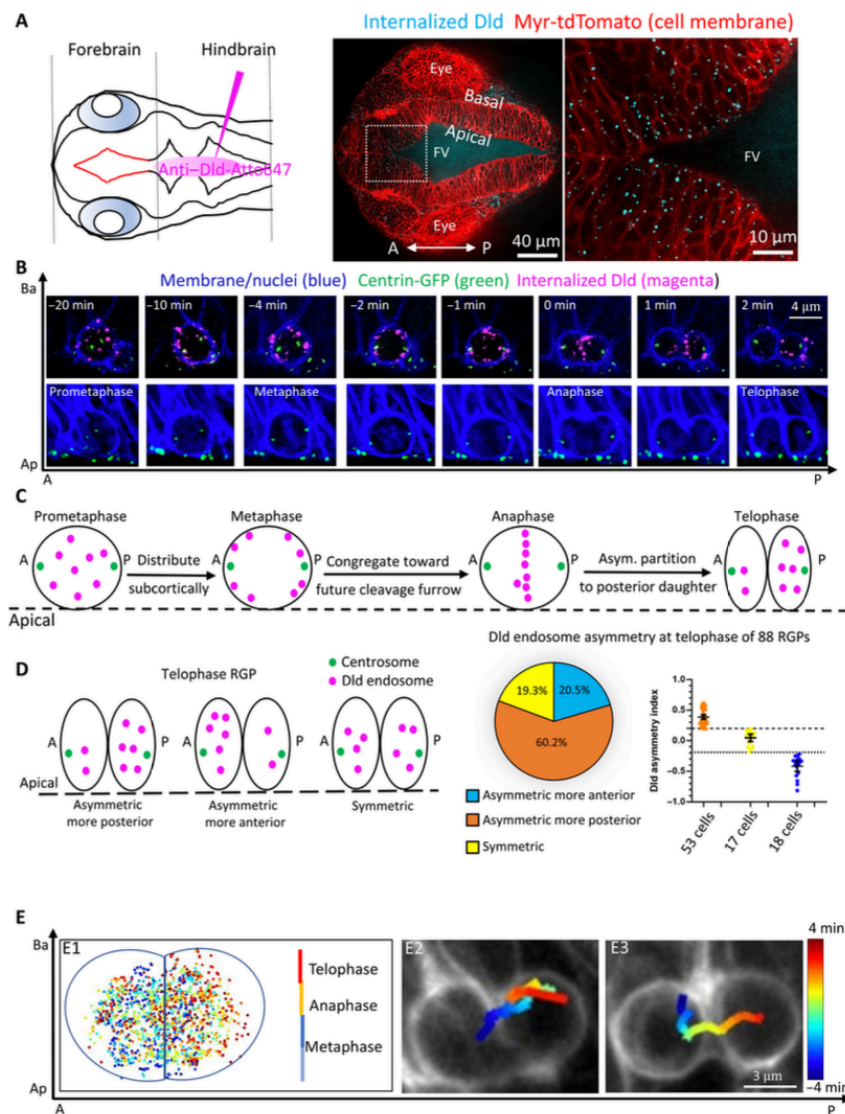 A
Forebrain
Hindbrain
Anti–Dld-Atto647
Internalized Dld Myr-tdTomato (cell membrane)
Eye
Basal
Apical
FV
Eye
A P
40 μm
FV
10 μm
B
Membrane/nuclei (blue) Centrin-GFP (green) Internalized Dld (magenta)
Ba
−20 min
−10 min
−4 min
−2 min
−1 min
0 min
1 min
2 min
4 μm
Prometaphase
Metaphase
Anaphase
Telophase
Ap
A
P
C
Prometaphase
Metaphase
Anaphase
Telophase
A P
Distribute
subcortically
A P
Congregate toward
future cleavage furrow
A P
Asym. partition
to posterior daughter
A P
Apical
Dld endosome asymmetry at telophase of 88 RGPs
D
Telophase RGP
Centrosome
Dld endosome
A P
A P
A P
Apical
Asymmetric
more posterior
Asymmetric
more anterior
Symmetric
19.3%
20.5%
60.2%
Asymmetric more anterior
Asymmetric more posterior
Symmetric
Dld asymmetry index
1.0
0.5
0.0
−0.5
−1.0
53 cells
17 cells
18 cells
E
Ba
E1
Telophase
Anaphase
Metaphase
E2
E3
3 μm
4 min
−4 min
Ap
A
P